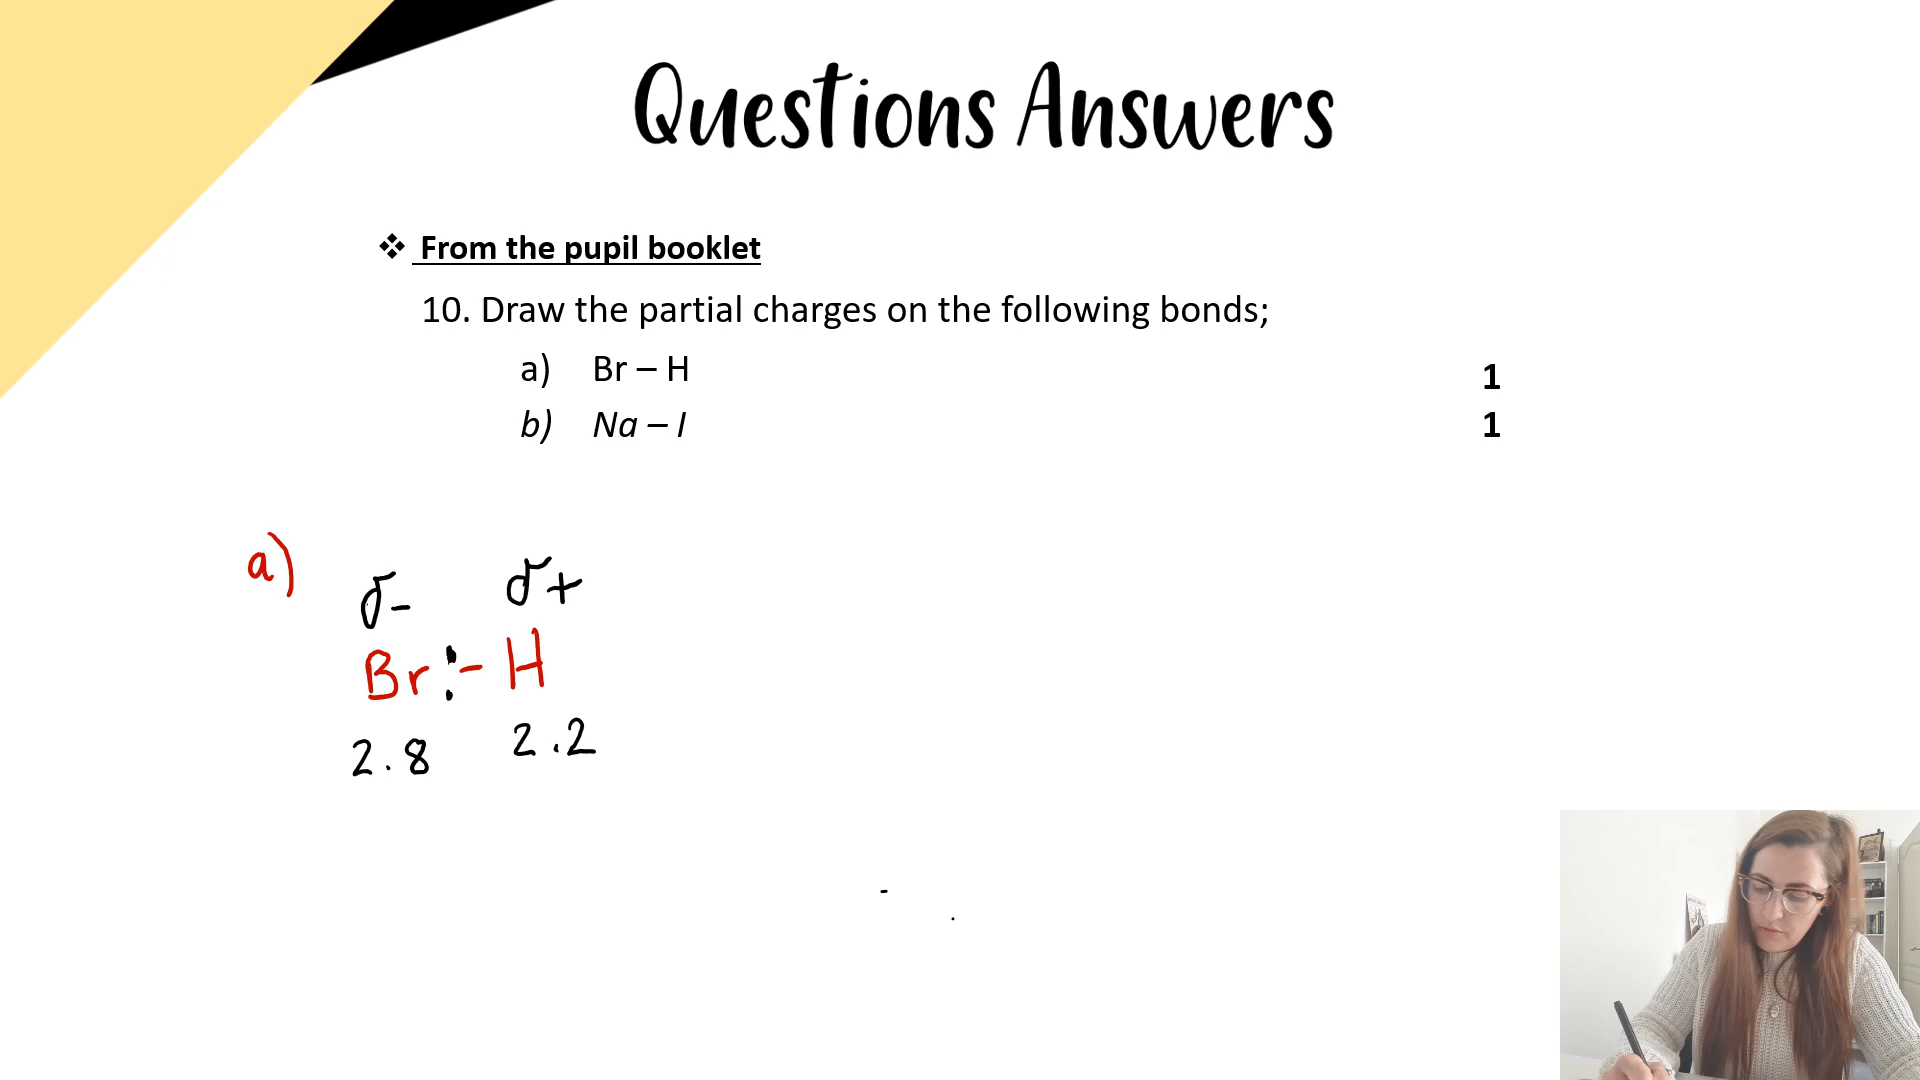 Questions Answers
❖ From the pupil booklet
10. Draw the partial charges on the following bonds;
a) Br – H 1
b) Na – I 1
a)
δ- δ+
Br :- H
2.8 2.2